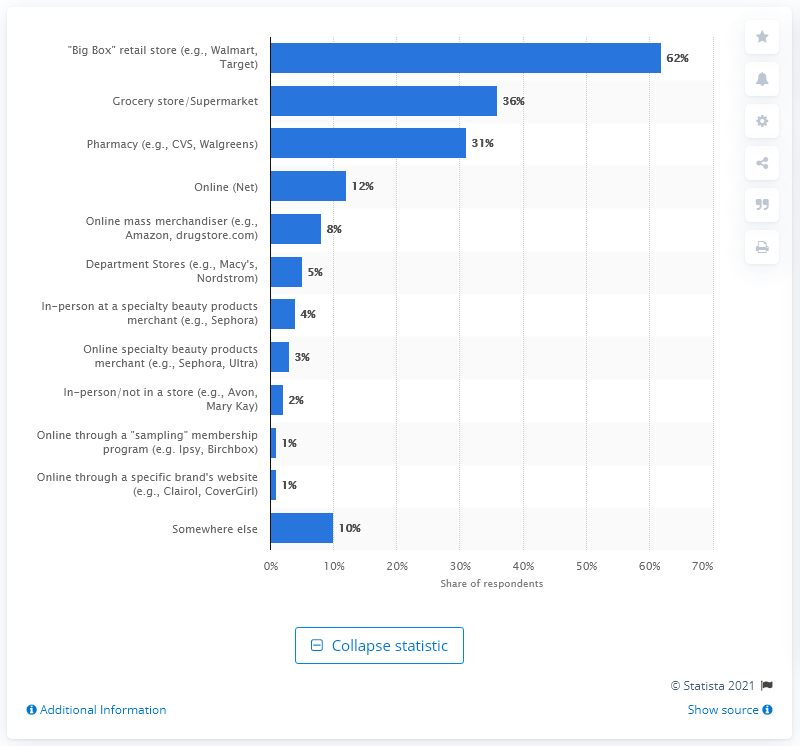 "Big Box" retail store (e.g., Walmart,
Target)
62%
Grocery store/Supermarket
36%
Pharmacy (e.g., CVS, Walgreens)
31%
Online (Net)
12%
Online mass merchandiser (e.g.,
Amazon, drugstore.com)
8%
Department Stores (e.g., Macy's,
Nordstrom)
5%
In-person at a specialty beauty products
merchant (e.g., Sephora)
4%
Online specialty beauty products
merchant (e.g., Sephora, Ultra)
3%
In-person/not in a store (e.g., Avon,
Mary Kay)
2%
Online through a "sampling" membership
program (e.g. Ipsy, Birchbox)
1%
Online through a specific brand's website
(e.g., Clairol, CoverGirl)
1%
Somewhere else
10%
0% 10% 20% 30% 40% 50% 60% 70%
Share of respondents
Collapse statistic
© Statista 2021
Additional Information
Show source